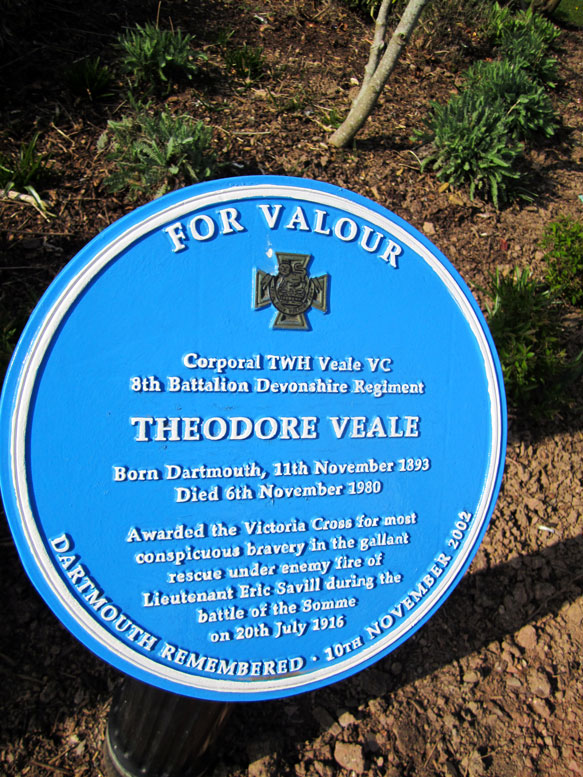 FOR VALOUR
Corporal TWH Veale VC
8th Battalion Devonshire Regiment
THEODORE VEALE
Born Dartmouth, 11th November 1893
Died 6th November 1980
Awarded the Victoria Cross for most
conspicuous bravery in the gallant
rescue under enemy fire of
Lieutenant Eric Savill during the
battle of the Somme
on 20th July 1916
DARTMOUTH REMEMBERED · 10TH NOVEMBER 2002